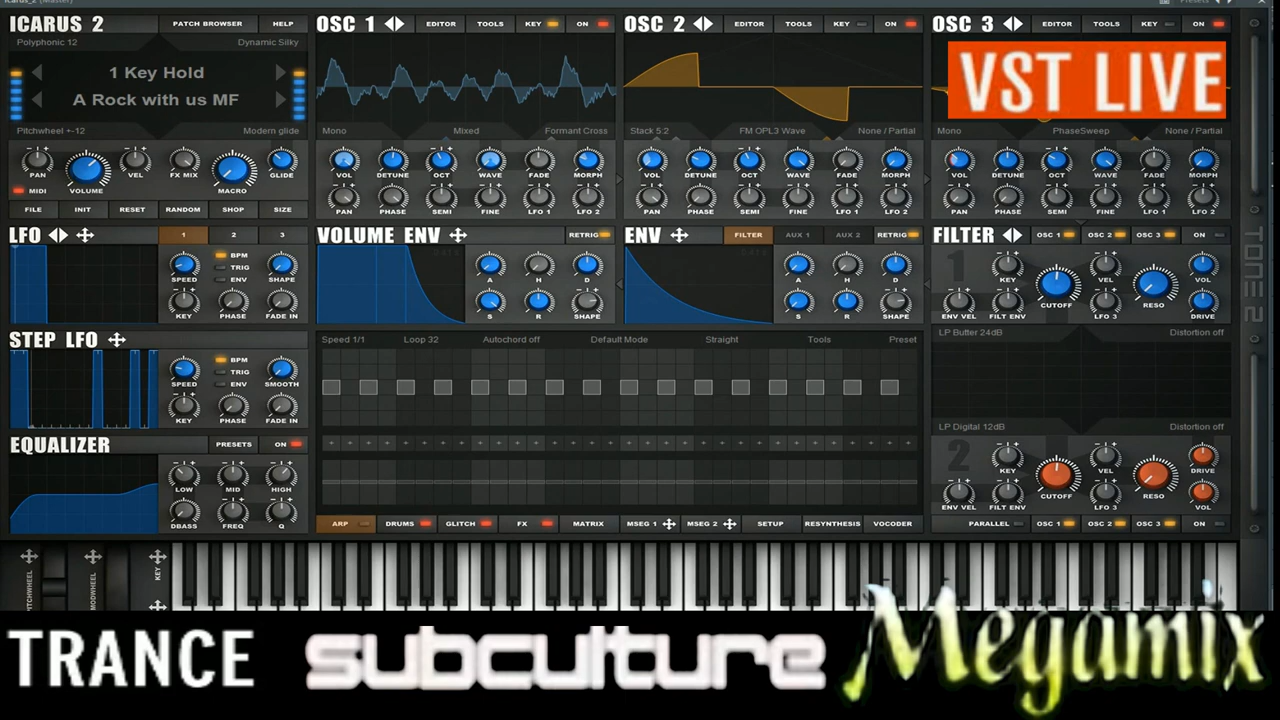 ICARUS 2 PATCH BROWSER HELP
Polyphonic 12 Dynamic Silky
1 Key Hold
A Rock with us MF
Pitchwheel +-12 Modern glide
PAN VOLUME VEL FX MIX MACRO GLIDE
MIDI
FILE INIT RESET RANDOM SHOP SIZE
OSC 1 EDITOR TOOLS KEY ON
Mono Mixed Formant Cross
VOL DETUNE OCT WAVE FADE MORPH
PAN PHASE SEMI FINE LFO 1 LFO 2
OSC 2 EDITOR TOOLS KEY ON
Stack 5:2 FM OPL3 Wave None / Partial
VOL DETUNE OCT WAVE FADE MORPH
PAN PHASE SEMI FINE LFO 1 LFO 2
OSC 3 EDITOR TOOLS KEY ON
VST LIVE
Mono PhaseSweep None / Partial
VOL DETUNE OCT WAVE FADE MORPH
PAN PHASE SEMI FINE LFO 1 LFO 2
LFO 1 2 3
BPM
TRIG
ENV
SPEED SHAPE
KEY PHASE FADE IN
VOLUME ENV RETRIG
A H D
S R SHAPE
ENV FILTER AUX 1 AUX 2 RETRIG
A H D
S R SHAPE
FILTER OSC 1 OSC 2 OSC 3 ON
1
KEY CUTOFF VEL RESO VOL
ENV VEL FILT ENV LFO 3 DRIVE
LP Butter 24dB Distortion off
STEP LFO
BPM
TRIG
ENV
SPEED SMOOTH
KEY PHASE FADE IN
Speed 1/1 Loop 32 Autochord off Default Mode Straight Tools Preset
EQUALIZER PRESETS ON
LOW MID HIGH
DBASS FREQ Q
ARP DRUMS GLITCH FX MATRIX MSEG 1 MSEG 2 SETUP RESYNTHESIS VOCODER
LP Digital 12dB Distortion off
2
KEY CUTOFF VEL RESO DRIVE
ENV VEL FILT ENV LFO 3 VOL
PARALLEL OSC 1 OSC 2 OSC 3 ON
TONE 2
MODWHEEL
KEY
TRANCE subculture Megamix